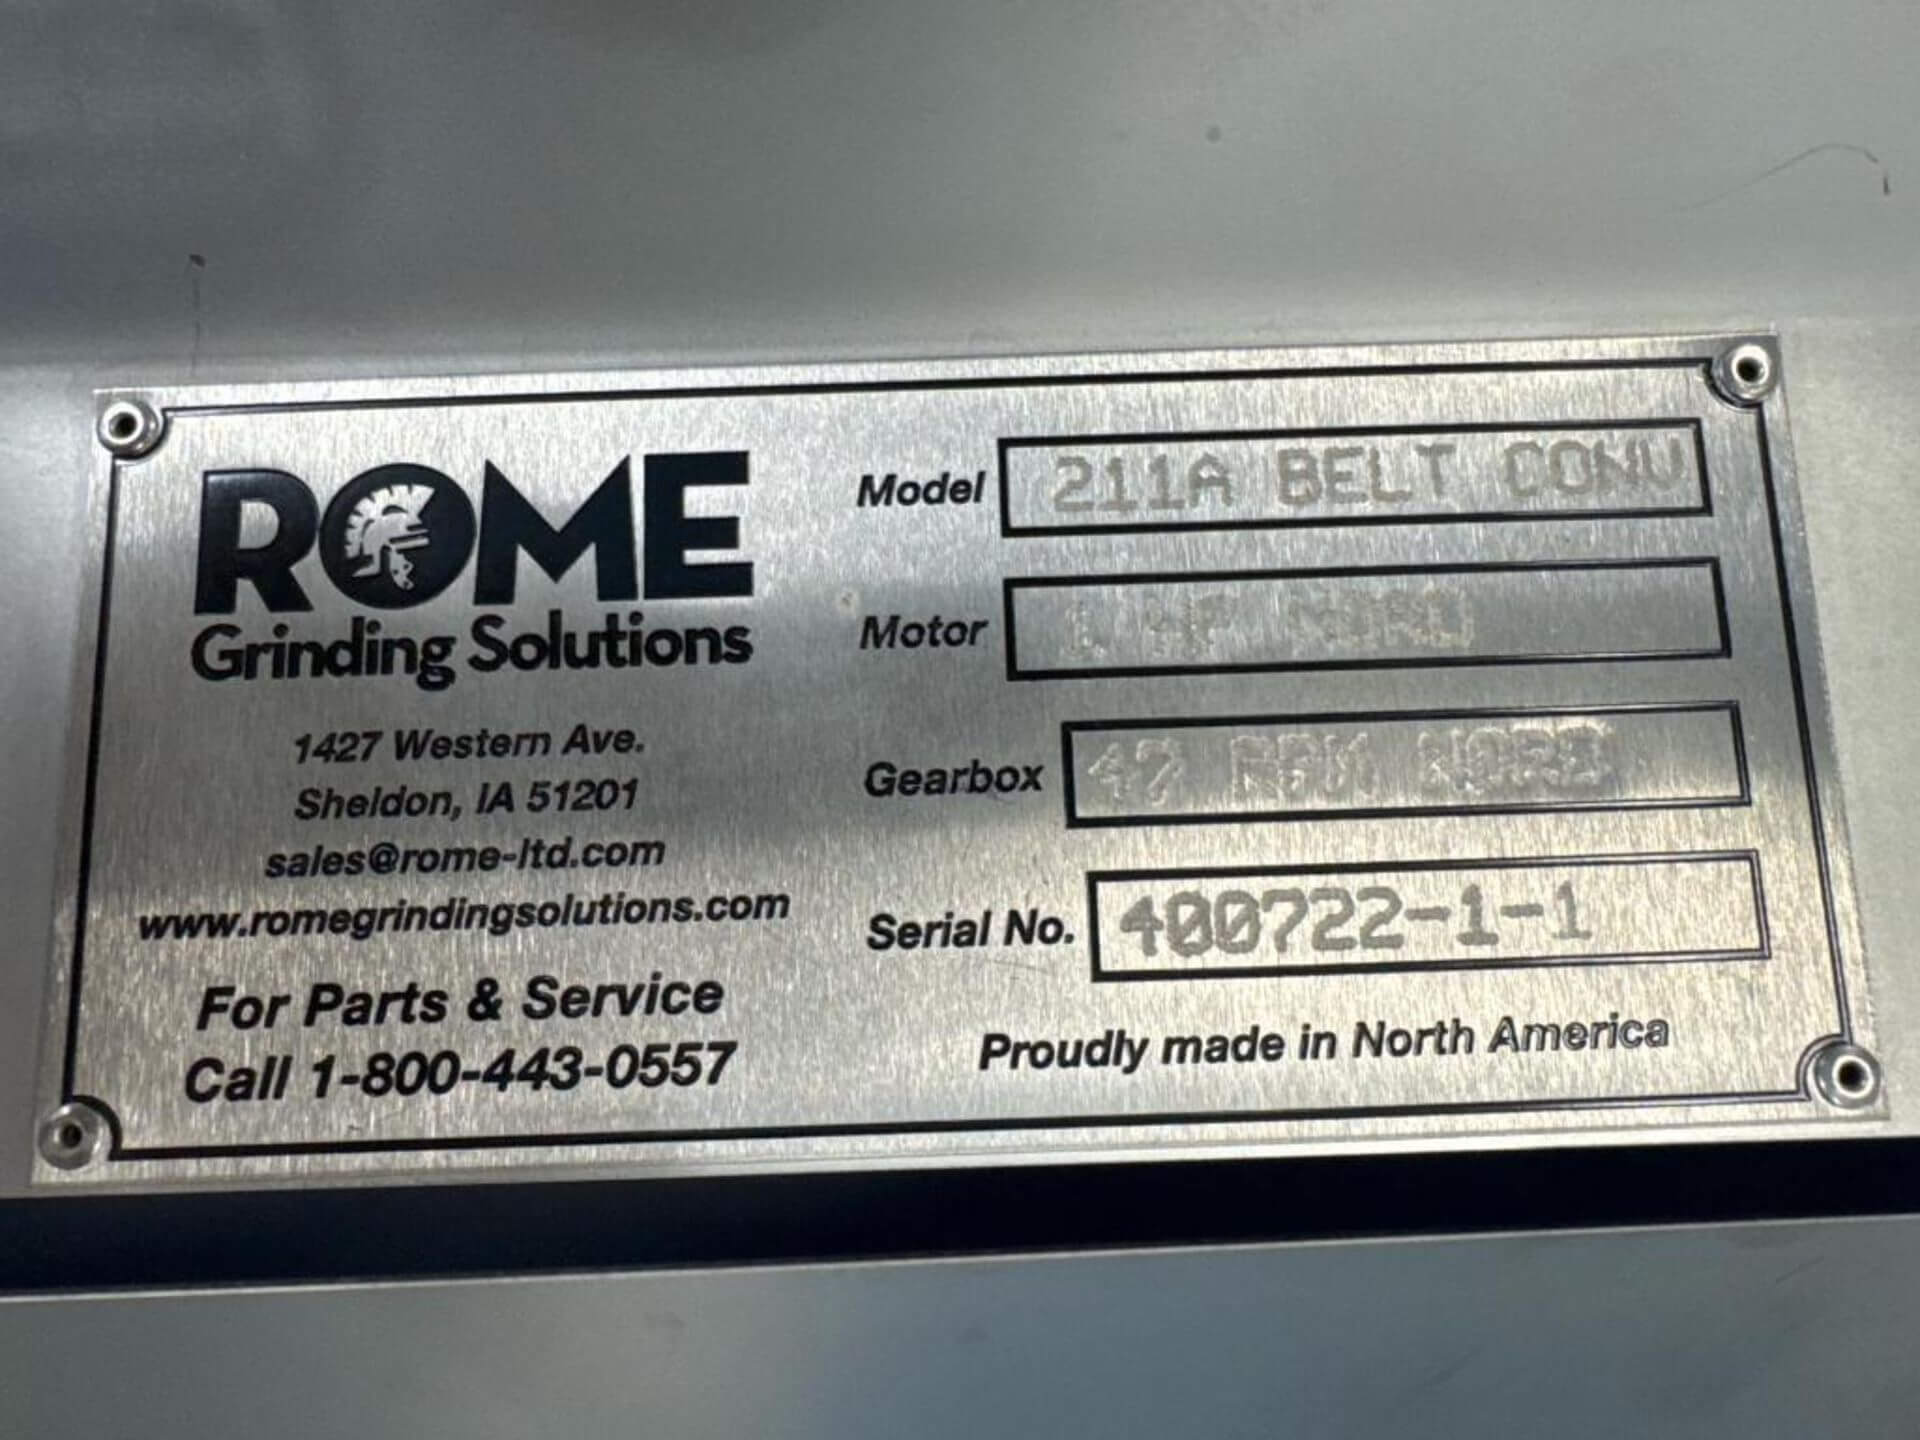 ROME
Grinding Solutions
1427 Western Ave.
Sheldon, IA 51201
sales@rome-ltd.com
www.romegrindingsolutions.com
For Parts & Service
Call 1-800-443-0557
Model 211A BELT CONV
Motor 1 HP NORD
Gearbox 47 RPM NORD
Serial No. 400722-1-1
Proudly made in North America